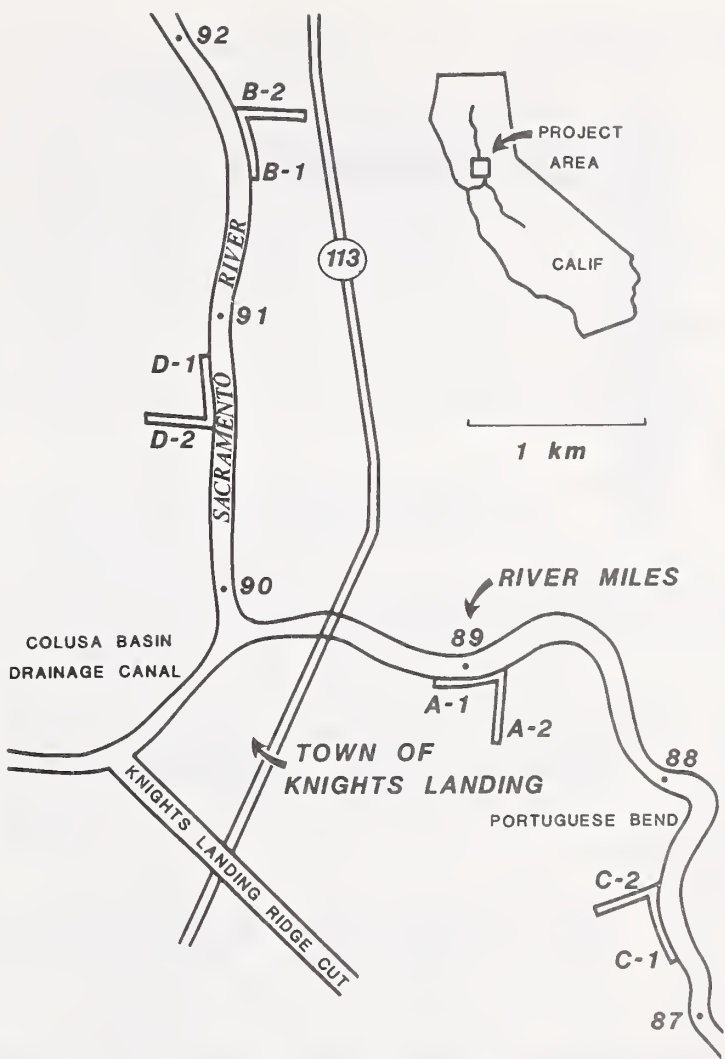 92
B-2
B-1
PROJECT
AREA
CALIF
113
RIVER
91
D-1
D-2
SACRAMENTO
1 km
90
RIVER MILES
89
COLUSA BASIN
DRAINAGE CANAL
A-1
A-2
TOWN OF
KNIGHTS LANDING
88
PORTUGUESE BEND
KNIGHTS LANDING RIDGE CUT
C-2
C-1
87